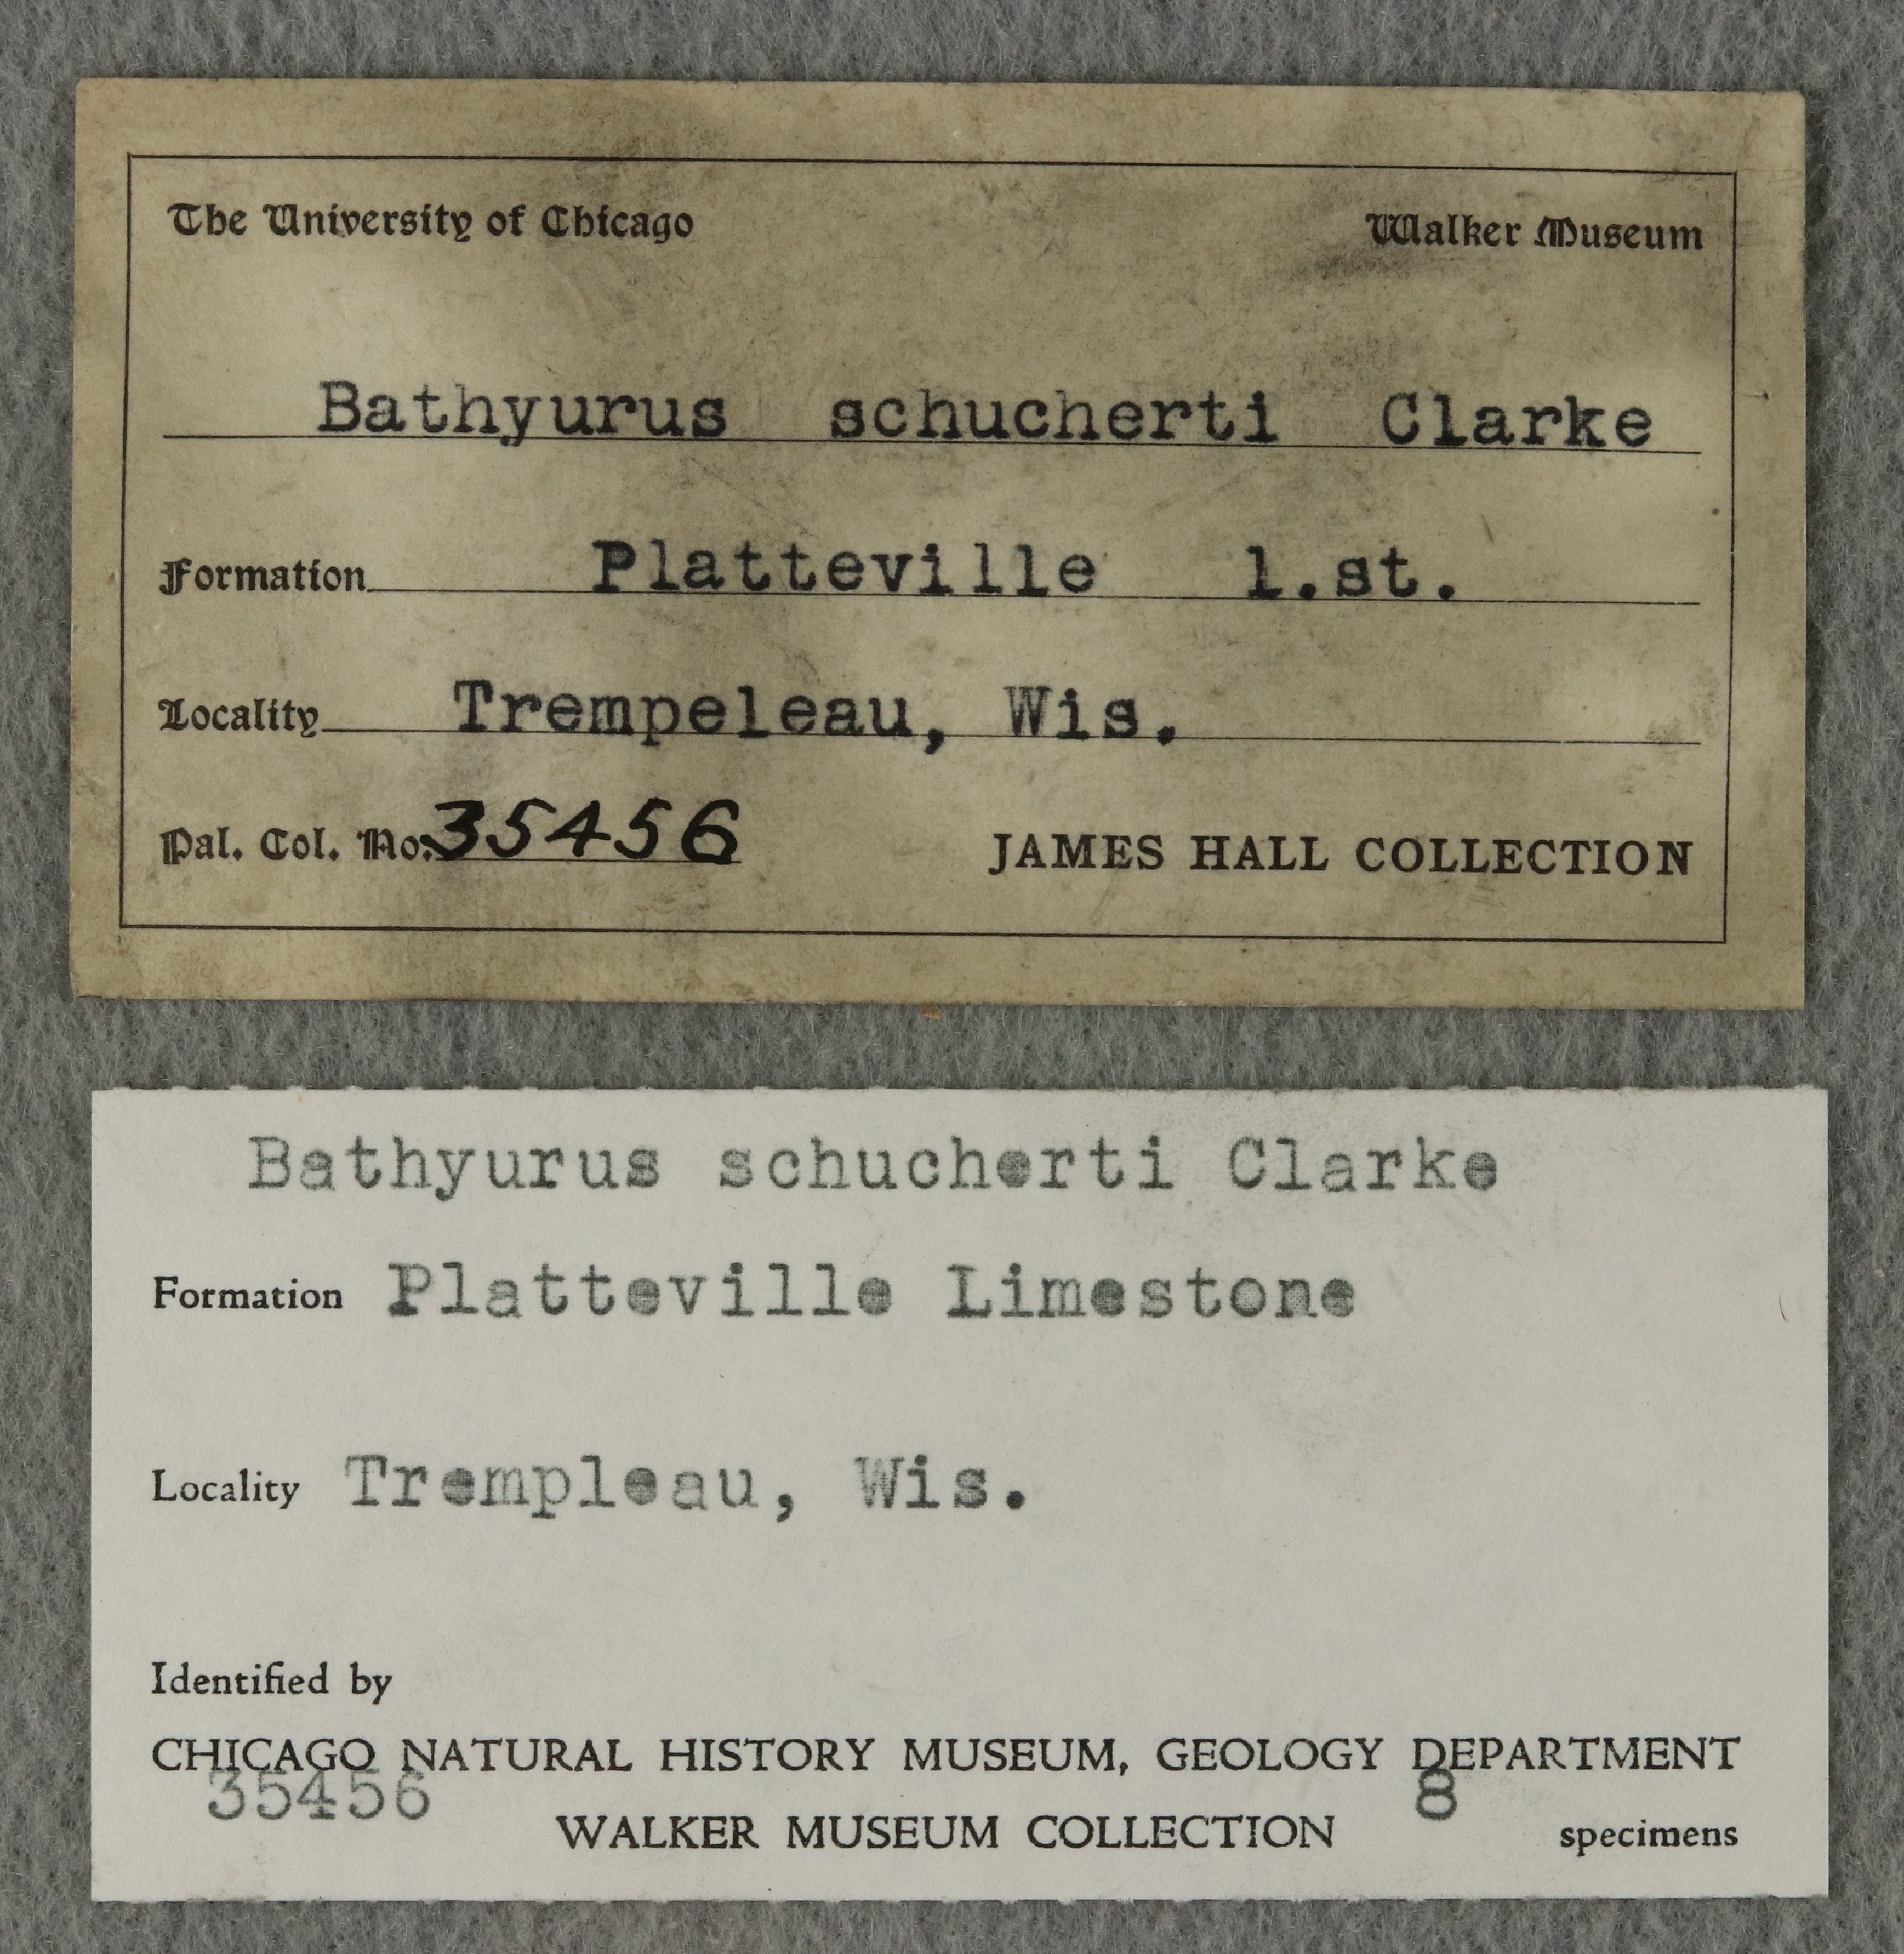 The University of Chicago Walker Museum
Bathyurus schucherti Clarke
Formation Platteville l.st.
Locality Trempeleau, Wis.
Pal. Col. No. 35456 JAMES HALL COLLECTION
Bathyurus schucherti Clarke
Formation Platteville Limestone
Locality Trempleau, Wis.
Identified by
CHICAGO NATURAL HISTORY MUSEUM, GEOLOGY DEPARTMENT
35456 8
WALKER MUSEUM COLLECTION specimens